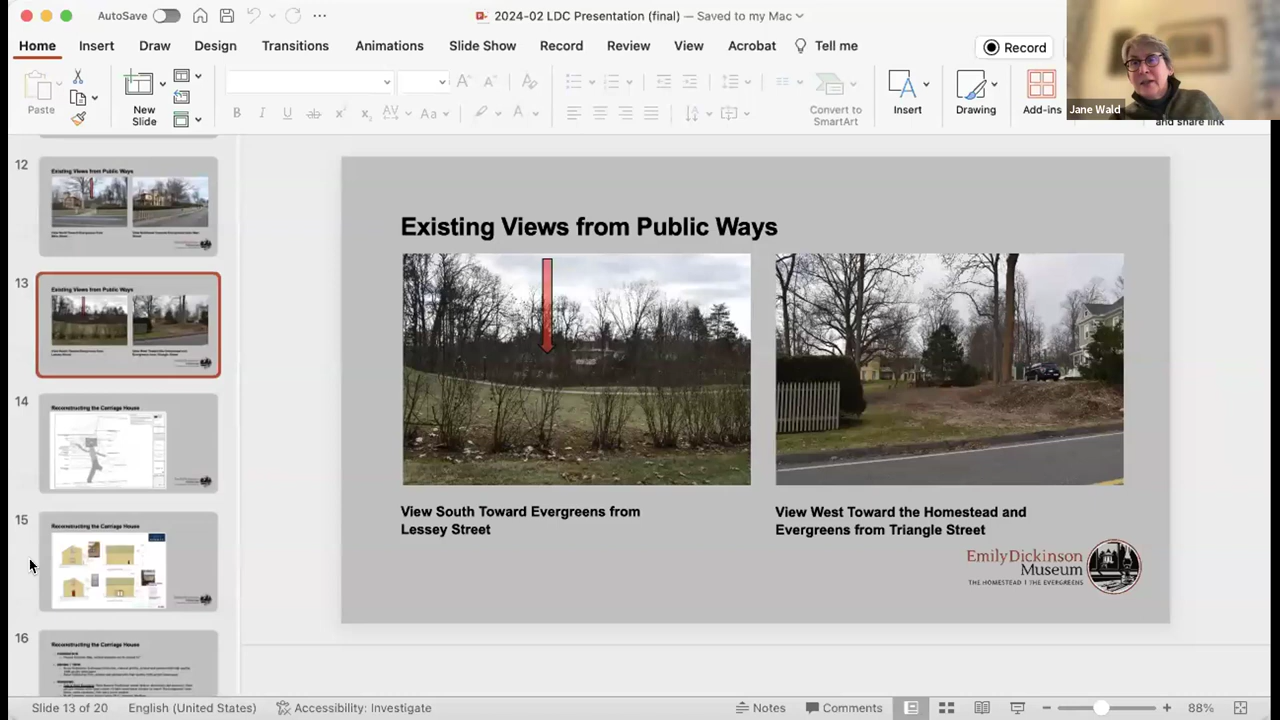 AutoSave
2024-02 LDC Presentation (final) — Saved to my Mac
Home Insert Draw Design Transitions Animations Slide Show Record Review View Acrobat Tell me
Record
Paste
New
Slide
B I U ab x
AV Aa A
Convert to
SmartArt
Insert
Drawing
Add-ins
and share link
Jane Wald
12
Existing Views from Public Ways
13
Existing Views from Public Ways
14
Reconstructing the Carriage House
15
Reconstructing the Carriage House
16
Reconstructing the Carriage House
Existing Views from Public Ways
View South Toward Evergreens from
Lessey Street
View West Toward the Homestead and
Evergreens from Triangle Street
Emily Dickinson
Museum
THE HOMESTEAD | THE EVERGREENS
Slide 13 of 20 English (United States) Accessibility: Investigate Notes Comments 88%